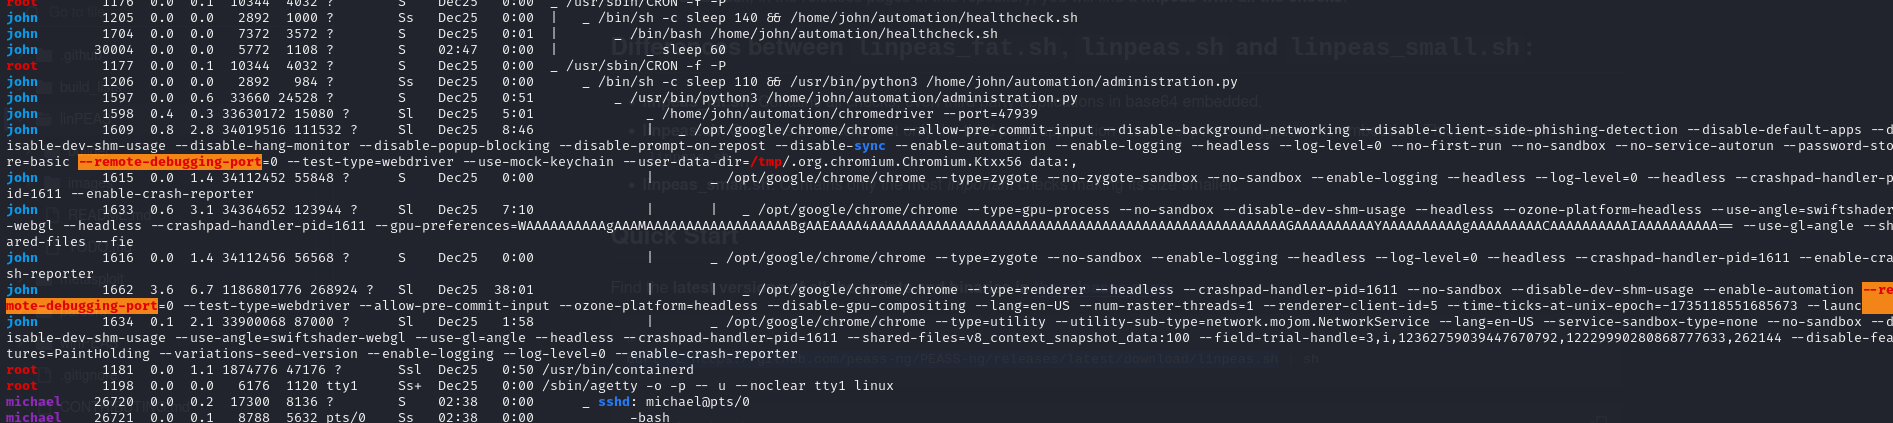 root 1176 0.0 0.1 10344 4032 ? S Dec25 0:00 _ /usr/sbin/CRON -f -P
john 1205 0.0 0.0 2892 1000 ? Ss Dec25 0:00 | _ /bin/sh -c sleep 140 && /home/john/automation/healthcheck.sh
john 1704 0.0 0.0 7372 3572 ? S Dec25 0:01 | _ /bin/bash /home/john/automation/healthcheck.sh
john 30004 0.0 0.0 5772 1108 ? S 02:47 0:00 | _ sleep 60
root 1177 0.0 0.1 10344 4032 ? S Dec25 0:00 _ /usr/sbin/CRON -f -P
john 1206 0.0 0.0 2892 984 ? Ss Dec25 0:00 _ /bin/sh -c sleep 110 && /usr/bin/python3 /home/john/automation/administration.py
john 1597 0.0 0.6 33660 24528 ? S Dec25 0:51 _ /usr/bin/python3 /home/john/automation/administration.py
john 1598 0.4 0.3 33630172 15080 ? Sl Dec25 5:01 _ /home/john/automation/chromedriver --port=47939
john 1609 0.8 2.8 34019516 111532 ? Sl Dec25 8:46 | _ /opt/google/chrome/chrome --allow-pre-commit-input --disable-background-networking --disable-client-side-phishing-detection --disable-default-apps --d
isable-dev-shm-usage --disable-hang-monitor --disable-popup-blocking --disable-prompt-on-repost --disable-sync --enable-automation --enable-logging --headless --log-level=0 --no-first-run --no-sandbox --no-service-autorun --password-sto
re=basic --remote-debugging-port=0 --test-type=webdriver --use-mock-keychain --user-data-dir=/tmp/.org.chromium.Chromium.Ktxx56 data:,
john 1615 0.0 1.4 34112452 55848 ? S Dec25 0:00 | _ /opt/google/chrome/chrome --type=zygote --no-zygote-sandbox --no-sandbox --enable-logging --headless --log-level=0 --headless --crashpad-handler-p
id=1611 --enable-crash-reporter
john 1633 0.6 3.1 34364652 123944 ? Sl Dec25 7:10 | | _ /opt/google/chrome/chrome --type=gpu-process --no-sandbox --disable-dev-shm-usage --headless --ozone-platform=headless --use-angle=swiftshader
-webgl --headless --crashpad-handler-pid=1611 --gpu-preferences= --use-gl=angle --sh
ared-files --fie
john 1616 0.0 1.4 34112456 56568 ? S Dec25 0:00 | _ /opt/google/chrome/chrome --type=zygote --no-sandbox --enable-logging --headless --log-level=0 --headless --crashpad-handler-pid=1611 --enable-cra
sh-reporter
john 1662 3.6 6.7 1186801776 268924 ? Sl Dec25 38:01 | _ /opt/google/chrome/chrome --type=renderer --headless --crashpad-handler-pid=1611 --no-sandbox --disable-dev-shm-usage --enable-automation --re
mote-debugging-port=0 --test-type=webdriver --allow-pre-commit-input --ozone-platform=headless --disable-gpu-compositing --lang=en-US --num-raster-threads=1 --renderer-client-id=5 --time-ticks-at-unix-epoch=-1735118551685673 --launc
john 1634 0.1 2.1 33900068 87000 ? Sl Dec25 1:58 | _ /opt/google/chrome/chrome --type=utility --utility-sub-type=network.mojom.NetworkService --lang=en-US --service-sandbox-type=none --no-sandbox --d
isable-dev-shm-usage --use-angle=swiftshader-webgl --use-gl=angle --headless --crashpad-handler-pid=1611 --shared-files=v8_context_snapshot_data:100 --field-trial-handle=3,i,12362759039447670792,12229990280868777633,262144 --disable-fea
tures=PaintHolding --variations-seed-version --enable-logging --log-level=0 --enable-crash-reporter
root 1181 0.0 1.1 1874776 47176 ? Ssl Dec25 0:50 /usr/bin/containerd
root 1198 0.0 0.0 6176 1120 tty1 Ss+ Dec25 0:00 /sbin/agetty -o -p -- u --noclear tty1 linux
michael 26720 0.0 0.2 17300 8136 ? S 02:38 0:00 _ sshd: michael@pts/0
michael 26721 0.0 0.1 8788 5632 pts/0 Ss 02:38 0:00 -bash